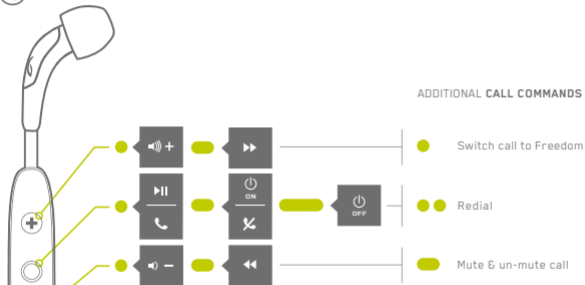 ADDITIONAL CALL COMMANDS
Switch call to Freedom
ON
OFF
Redial
Mute & un-mute call